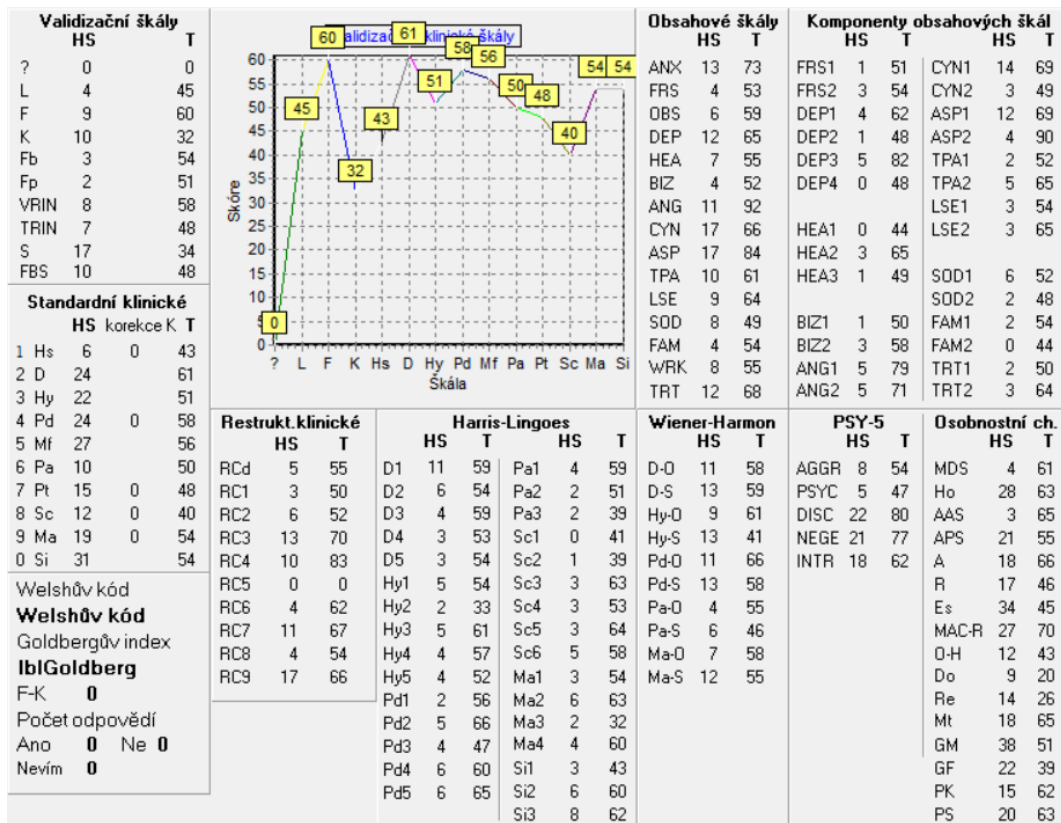 Validizační škály
HS T
? 0 0
L 4 45
F 9 60
K 10 32
Fb 3 54
Fp 2 51
VRIN 8 58
TRIN 7 48
S 17 34
FBS 10 48
Standardní klinické
HS korekce K T
1 Hs 6 0 43
2 D 24 61
3 Hy 22 51
4 Pd 24 0 58
5 Mf 27 56
6 Pa 10 50
7 Pt 15 0 48
8 Sc 12 0 40
9 Ma 19 0 54
0 Si 31 54
Welshův kód
Welshův kód
Goldbergův index
lblGoldberg
F-K 0
Počet odpovědí
Ano 0 Ne 0
Nevím 0
klinické škály
60 61 58 56 54 54
51 50 48
45 43 40
32
0
Skóre
60
55
50
45
40
35
30
25
20
15
10
0
? L F K Hs D Hy Pd Mf Pa Pt Sc Ma Si
Škála
Obsahové škály
HS T
ANX 13 73
FRS 4 53
OBS 6 59
DEP 12 65
HEA 7 55
BIZ 4 52
ANG 11 92
CYN 17 66
ASP 17 84
TPA 10 61
LSE 9 64
SOD 8 49
FAM 4 54
WRK 8 55
TRT 12 68
Komponenty obsahových škál
HS T HS T
FRS1 1 51 CYN1 14 69
FRS2 3 54 CYN2 3 49
DEP1 4 62 ASP1 12 69
DEP2 1 48 ASP2 4 90
DEP3 5 82 TPA1 2 52
DEP4 0 48 TPA2 5 65
LSE1 3 54
HEA1 0 44 LSE2 3 65
HEA2 3 65
HEA3 1 49 SOD1 6 52
SOD2 2 48
BIZ1 1 50 FAM1 2 54
BIZ2 3 58 FAM2 0 44
ANG1 5 79 TRT1 2 50
ANG2 5 71 TRT2 3 64
Restrukt.klinické
HS T
RCd 5 55
RC1 3 50
RC2 6 52
RC3 13 70
RC4 10 83
RC5 0 0
RC6 4 62
RC7 11 67
RC8 4 54
RC9 17 66
Harris-Lingoes
HS T HS T
D1 11 59 Pa1 4 59
D2 6 54 Pa2 2 51
D3 4 59 Pa3 2 39
D4 3 53 Sc1 0 41
D5 3 54 Sc2 1 39
Hy1 5 54 Sc3 3 63
Hy2 2 33 Sc4 3 53
Hy3 5 61 Sc5 3 64
Hy4 4 57 Sc6 5 58
Hy5 4 52 Ma1 3 54
Pd1 2 56 Ma2 6 63
Pd2 5 66 Ma3 2 32
Pd3 4 47 Ma4 4 60
Pd4 6 60 Si1 3 43
Pd5 6 65 Si2 6 60
Si3 8 62
Wiener-Harmon
HS T
D-O 11 58
D-S 13 59
Hy-O 9 61
Hy-S 13 41
Pd-O 11 66
Pd-S 13 58
Pa-O 4 55
Pa-S 6 46
Ma-O 7 58
Ma-S 12 55
PSY-5
HS T
AGGR 8 54
PSYC 5 47
DISC 22 80
NEGE 21 77
INTR 18 62
Osobnostní ch.
HS T
MDS 4 61
Ho 28 63
AAS 3 65
APS 21 55
A 18 66
R 17 46
Es 34 45
MAC-R 27 70
O-H 12 43
Do 9 20
Re 14 26
Mt 18 65
GM 38 51
GF 22 39
PK 15 62
PS 20 63